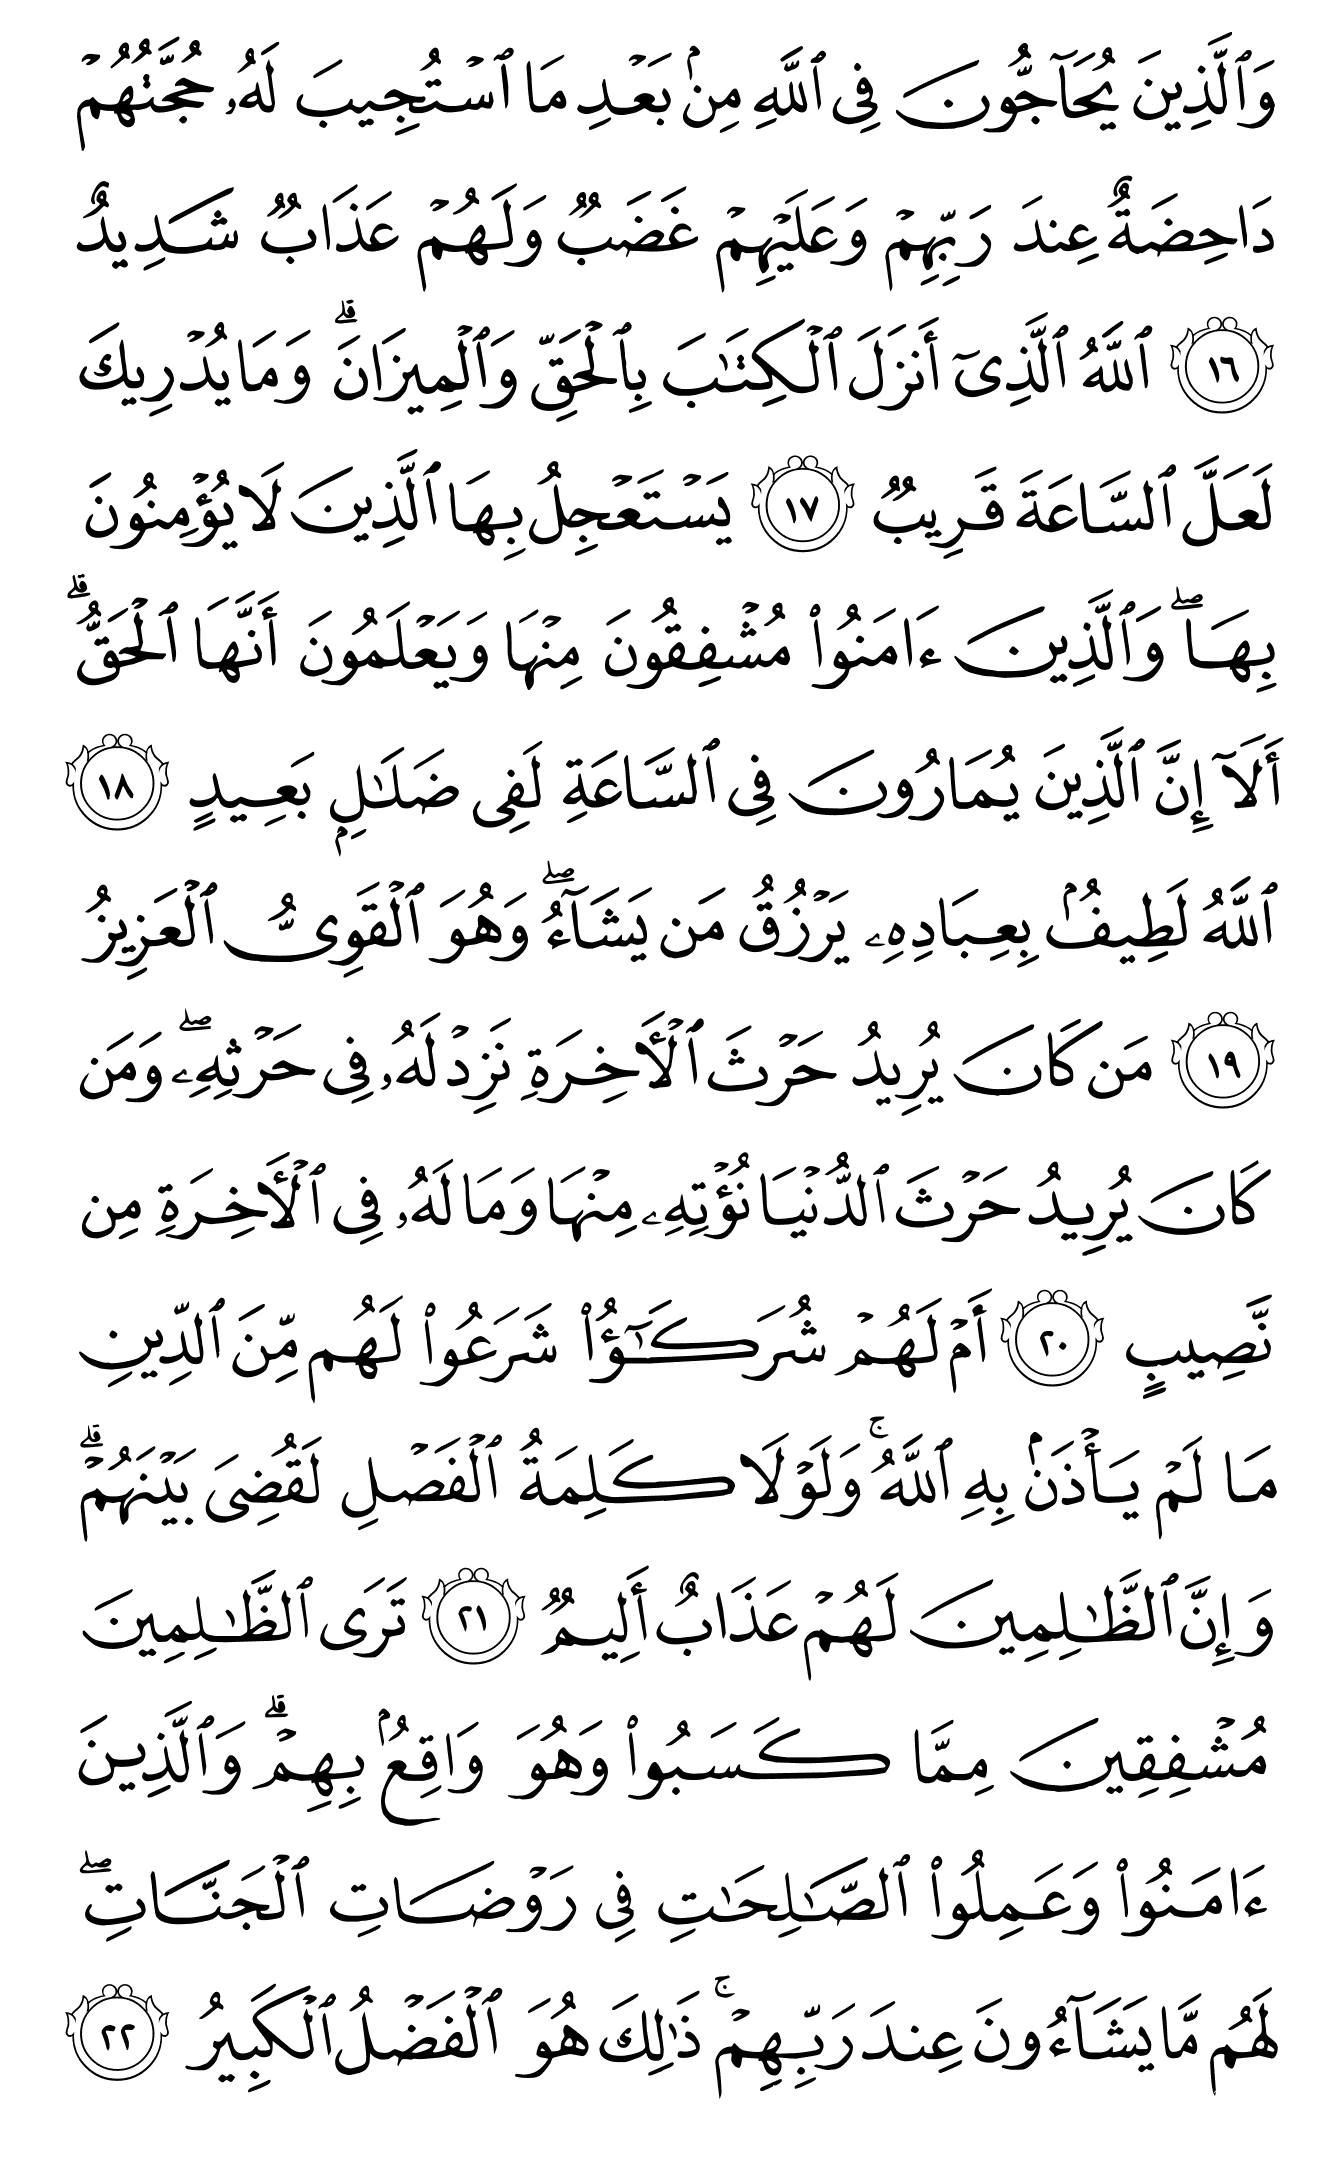 وَٱلَّذِينَ يُحَآجُّونَ فِى ٱللَّهِ مِنۢ بَعْدِ مَا ٱسْتُجِيبَ لَهُۥ حُجَّتُهُمْ
دَاحِضَةٌ عِندَ رَبِّهِمْ وَعَلَيْهِمْ غَضَبٌ وَلَهُمْ عَذَابٌ شَدِيدٌ
١٦ ٱللَّهُ ٱلَّذِىٓ أَنزَلَ ٱلْكِتَـٰبَ بِٱلْحَقِّ وَٱلْمِيزَانَ ۗ وَمَا يُدْرِيكَ
لَعَلَّ ٱلسَّاعَةَ قَرِيبٌ ١٧ يَسْتَعْجِلُ بِهَا ٱلَّذِينَ لَا يُؤْمِنُونَ
بِهَا ۖ وَٱلَّذِينَ ءَامَنُوا۟ مُشْفِقُونَ مِنْهَا وَيَعْلَمُونَ أَنَّهَا ٱلْحَقُّ ۗ
أَلَآ إِنَّ ٱلَّذِينَ يُمَارُونَ فِى ٱلسَّاعَةِ لَفِى ضَلَـٰلٍۭ بَعِيدٍ ١٨
ٱللَّهُ لَطِيفٌۢ بِعِبَادِهِۦ يَرْزُقُ مَن يَشَآءُ ۖ وَهُوَ ٱلْقَوِىُّ ٱلْعَزِيزُ
١٩ مَن كَانَ يُرِيدُ حَرْثَ ٱلْـَٔاخِرَةِ نَزِدْ لَهُۥ فِى حَرْثِهِۦ ۖ وَمَن
كَانَ يُرِيدُ حَرْثَ ٱلدُّنْيَا نُؤْتِهِۦ مِنْهَا وَمَا لَهُۥ فِى ٱلْـَٔاخِرَةِ مِن
نَّصِيبٍ ٢٠ أَمْ لَهُمْ شُرَكَـٰٓؤُا۟ شَرَعُوا۟ لَهُم مِّنَ ٱلدِّينِ
مَا لَمْ يَأْذَنۢ بِهِ ٱللَّهُ ۚ وَلَوْلَا كَلِمَةُ ٱلْفَصْلِ لَقُضِىَ بَيْنَهُمْ ۗ
وَإِنَّ ٱلظَّـٰلِمِينَ لَهُمْ عَذَابٌ أَلِيمٌ ٢١ تَرَى ٱلظَّـٰلِمِينَ
مُشْفِقِينَ مِمَّا كَسَبُوا۟ وَهُوَ وَاقِعٌۢ بِهِمْ ۗ وَٱلَّذِينَ
ءَامَنُوا۟ وَعَمِلُوا۟ ٱلصَّـٰلِحَـٰتِ فِى رَوْضَاتِ ٱلْجَنَّاتِ ۖ
لَهُم مَّا يَشَآءُونَ عِندَ رَبِّهِمْ ۚ ذَٰلِكَ هُوَ ٱلْفَضْلُ ٱلْكَبِيرُ ٢٢